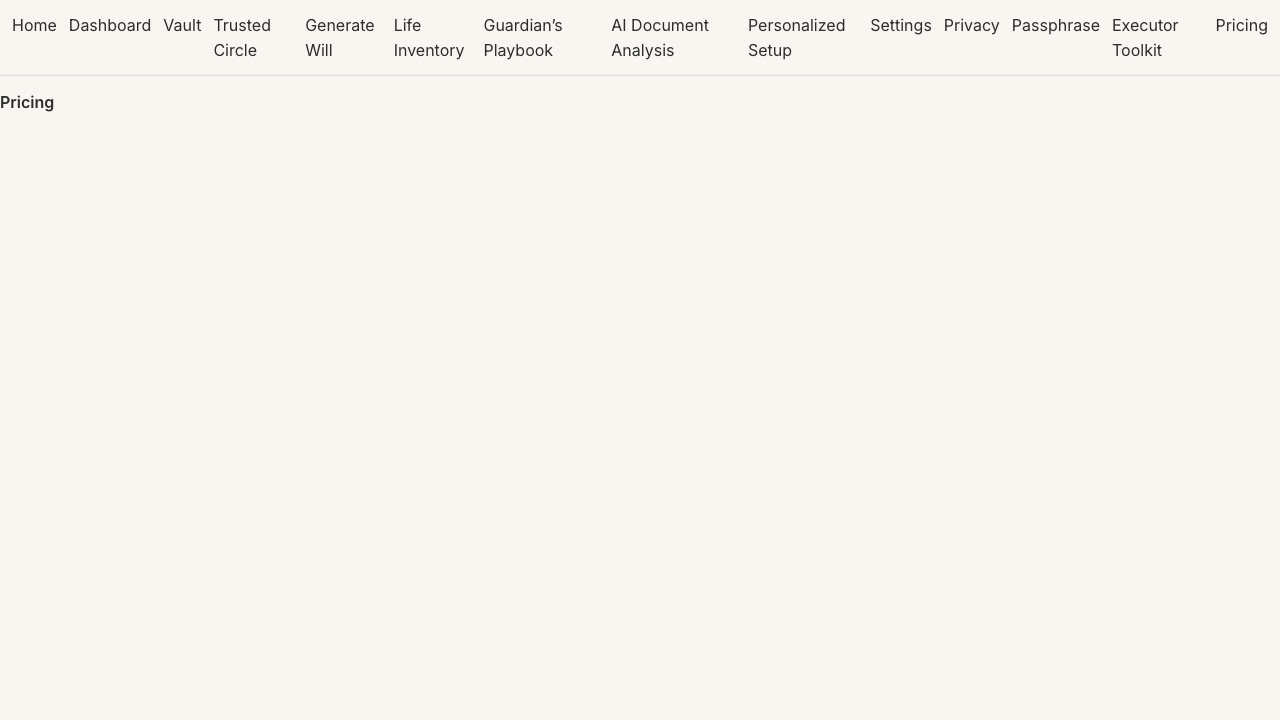 Home
Dashboard
Vault
Trusted
Circle
Generate
Will
Life
Inventory
Guardian’s
Playbook
AI Document
Analysis
Personalized
Setup
Settings
Privacy
Passphrase
Executor
Toolkit
Pricing
Pricing